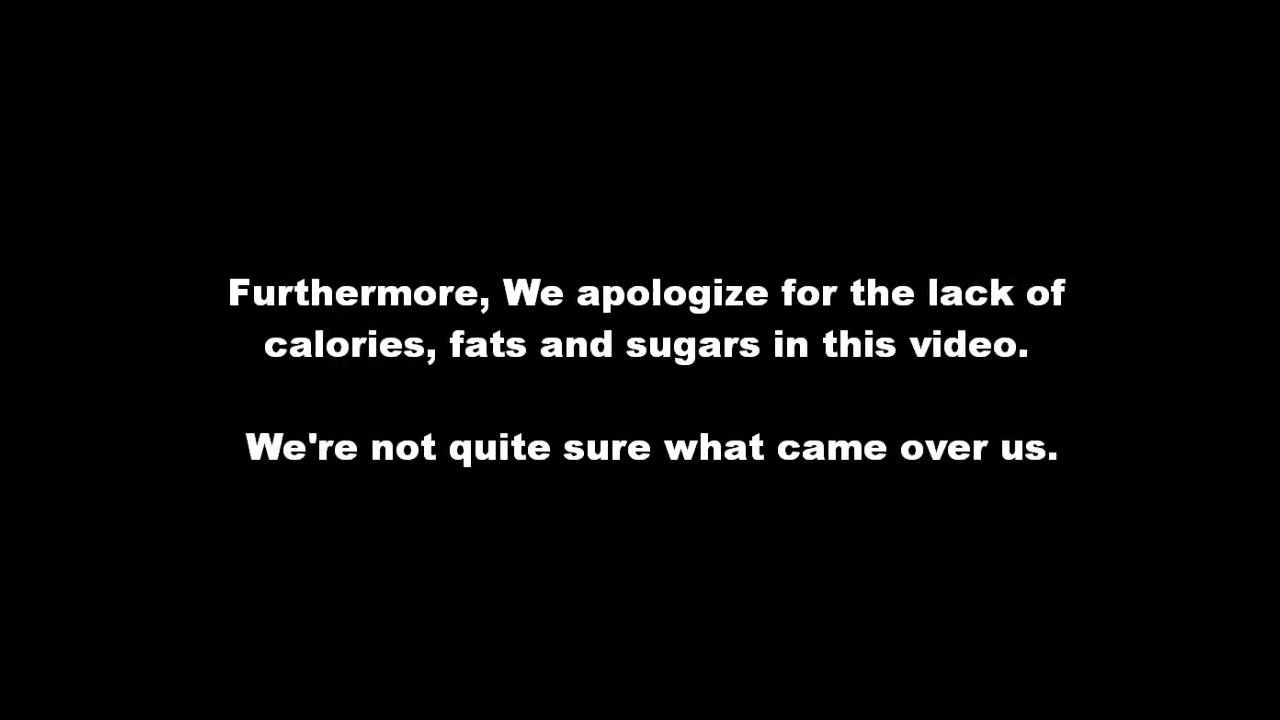 Furthermore, We apologize for the lack of
calories, fats and sugars in this video.
We're not quite sure what came over us.